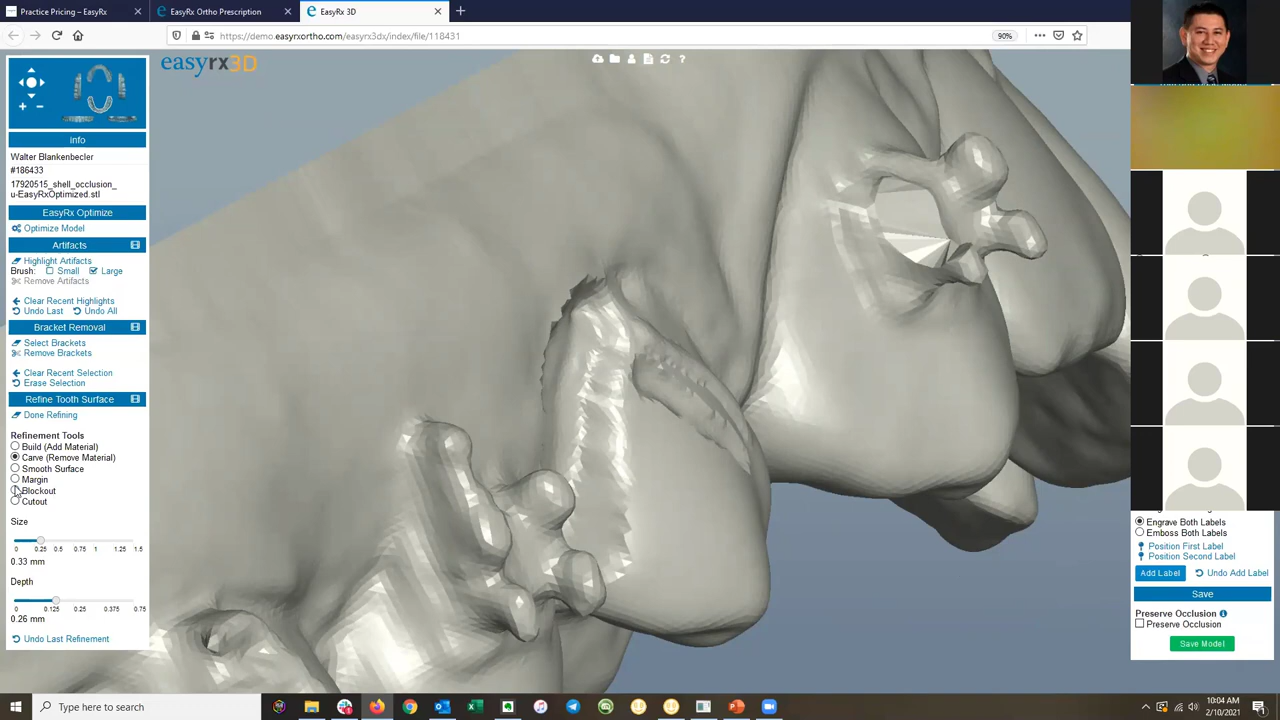 Practice Pricing – EasyRx
EasyRx Ortho Prescription
EasyRx 3D
https://demo.easyrxortho.com/easyrx3dx/index/file/118431
90%
easyrx3D
Info
Walter Blankenbecler
#186433
17920515_shell_occlusion_
u-EasyRxOptimized.stl
EasyRx Optimize
Optimize Model
Artifacts
Highlight Artifacts
Brush: Small Large
Remove Artifacts
Clear Recent Highlights
Undo Last Undo All
Bracket Removal
Select Brackets
Remove Brackets
Clear Recent Selection
Erase Selection
Refine Tooth Surface
Done Refining
Refinement Tools
Build (Add Material)
Carve (Remove Material)
Smooth Surface
Margin
Blockout
Cutout
Size
0 0.25 0.5 0.75 1 1.25 1.5
0.33 mm
Depth
0 0.125 0.25 0.375 0.75
0.26 mm
Undo Last Refinement
Engrave Both Labels
Emboss Both Labels
Position First Label
Position Second Label
Add Label Undo Add Label
Save
Preserve Occlusion
Preserve Occlusion
Save Model
Type here to search
10:04 AM
2/10/2021